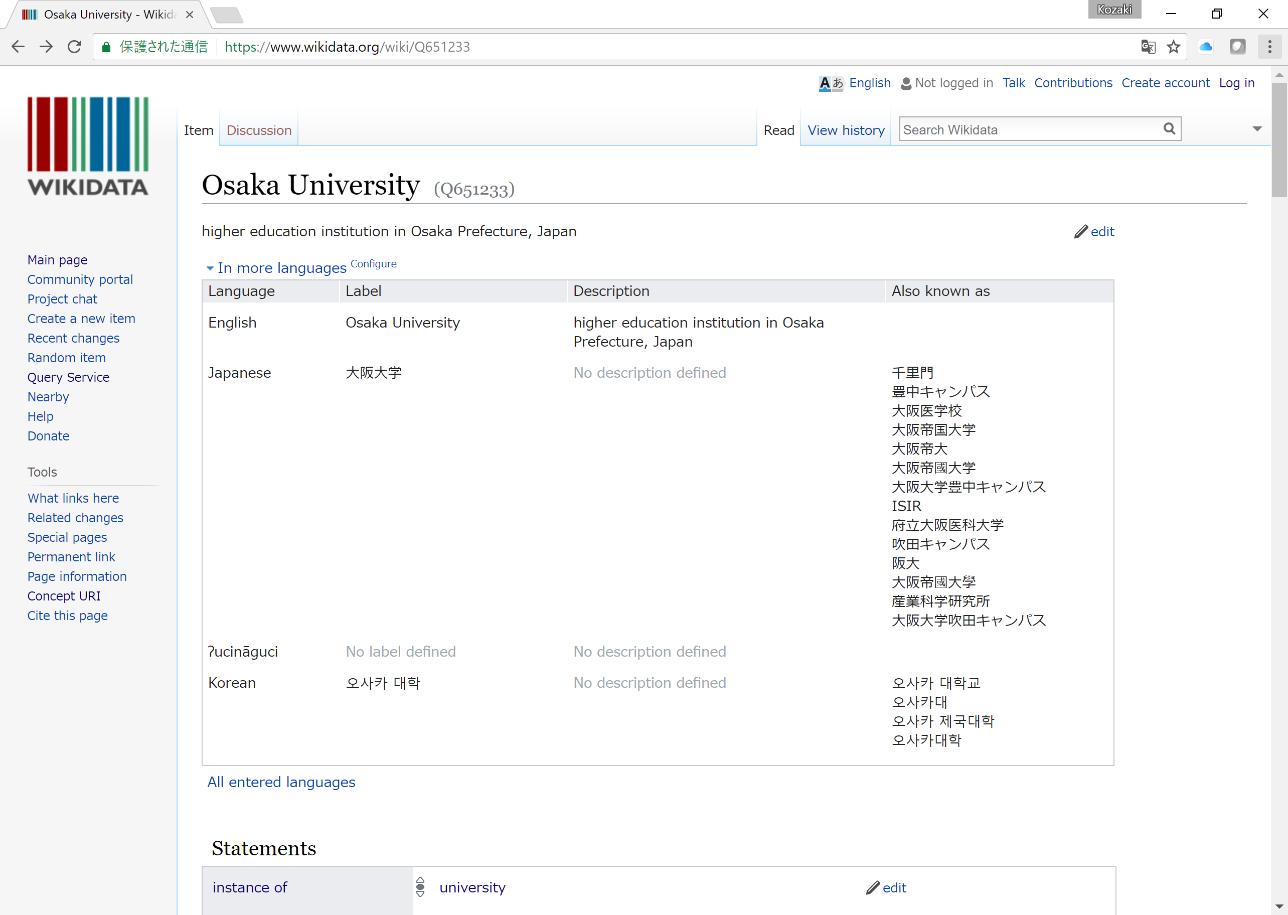 Osaka University - Wikida
Kozaki
保護された通信 https://www.wikidata.org/wiki/Q651233
Aあ English Not logged in Talk Contributions Create account Log in
Item Discussion Read View history Search Wikidata
WIKIDATA
Osaka University (Q651233)
higher education institution in Osaka Prefecture, Japan edit
In more languages Configure
Language Label Description Also known as
English Osaka University higher education institution in Osaka
Prefecture, Japan
Japanese 大阪大学 No description defined 千里門
豊中キャンパス
大阪医学校
大阪帝国大学
大阪帝大
大阪帝國大学
大阪大学豊中キャンパス
ISIR
府立大阪医科大学
吹田キャンパス
阪大
大阪帝國大學
産業科学研究所
大阪大学吹田キャンパス
ʔucināguci No label defined No description defined
Korean 오사카 대학 No description defined 오사카 대학교
오사카대
오사카 제국대학
오사카대학
All entered languages
Statements
instance of university edit
Main page
Community portal
Project chat
Create a new item
Recent changes
Random item
Query Service
Nearby
Help
Donate
Tools
What links here
Related changes
Special pages
Permanent link
Page information
Concept URI
Cite this page